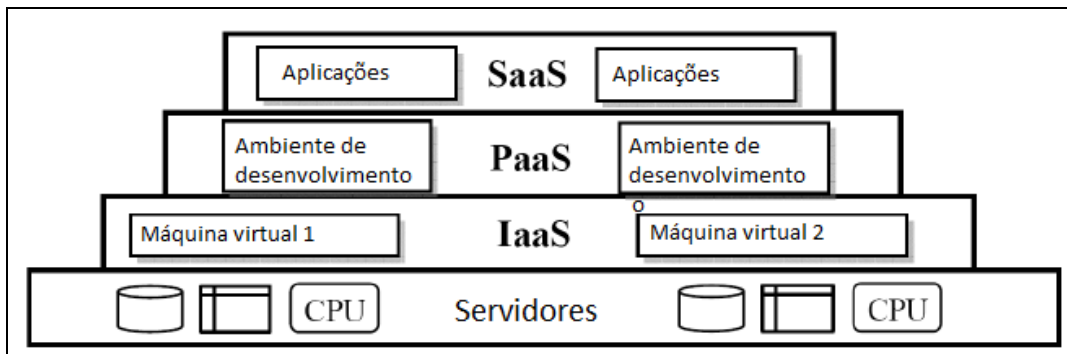 Aplicações SaaS Aplicações
Ambiente de desenvolvimento PaaS Ambiente de desenvolvimento
o
Máquina virtual 1 IaaS Máquina virtual 2
CPU Servidores CPU